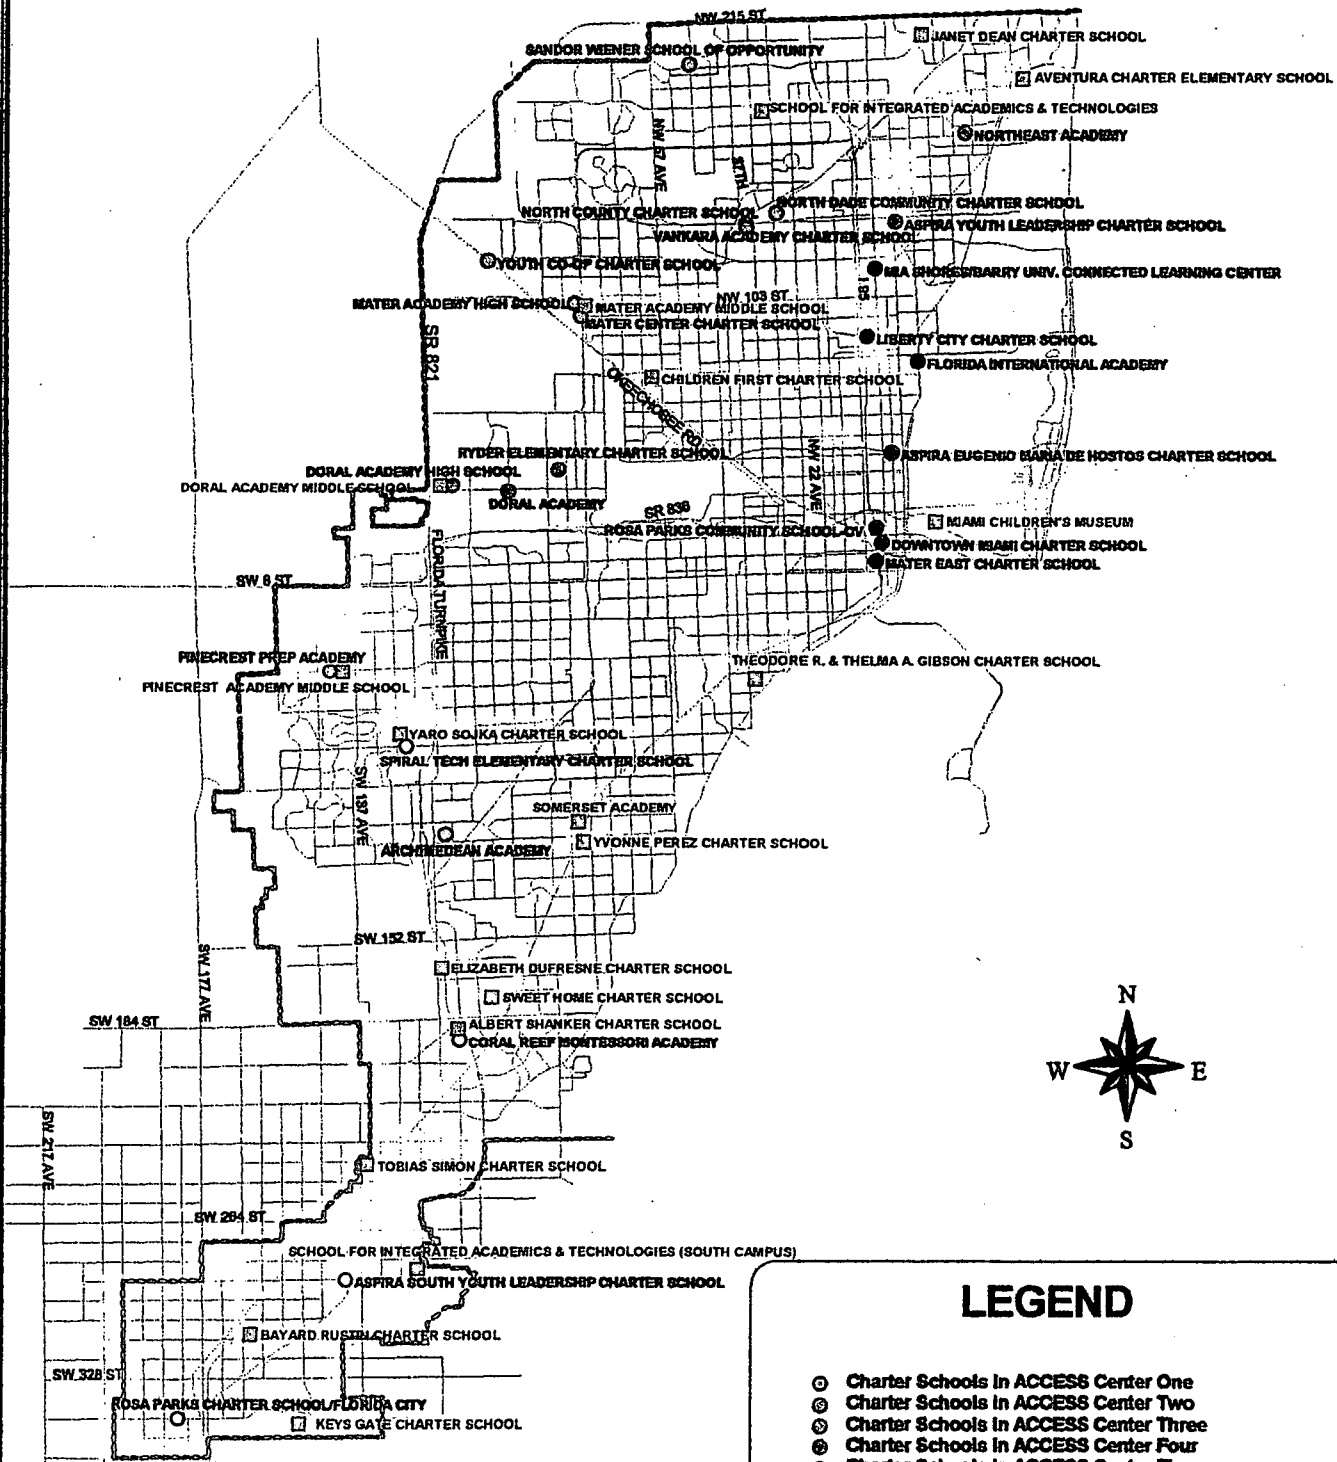 NW 215 ST
JANET DEAN CHARTER SCHOOL
SANDOR WIENER SCHOOL OF OPPORTUNITY
AVENTURA CHARTER ELEMENTARY SCHOOL
SCHOOL FOR INTEGRATED ACADEMICS & TECHNOLOGIES
NORTHEAST ACADEMY
NW 57 AVE
NORTH DADE COMMUNITY CHARTER SCHOOL
NORTH COUNTY CHARTER SCHOOL
ASPIRA YOUTH LEADERSHIP CHARTER SCHOOL
VANKARA ACADEMY CHARTER SCHOOL
YOUTH CO-OP CHARTER SCHOOL
MIA SHORES/BARRY UNIV. CONNECTED LEARNING CENTER
I 95
NW 103 ST
MATER ACADEMY HIGH SCHOOL
MATER ACADEMY MIDDLE SCHOOL
MATER CENTER CHARTER SCHOOL
SR 821
LIBERTY CITY CHARTER SCHOOL
FLORIDA INTERNATIONAL ACADEMY
CHILDREN FIRST CHARTER SCHOOL
OKEECHOBEE RD
NW 22 AVE
RYDER ELEMENTARY CHARTER SCHOOL
ASPIRA EUGENIO MARIA DE HOSTOS CHARTER SCHOOL
DORAL ACADEMY HIGH SCHOOL
DORAL ACADEMY MIDDLE SCHOOL
DORAL ACADEMY
SR 836
MIAMI CHILDREN'S MUSEUM
ROSA PARKS COMMUNITY SCHOOL-OV
DOWNTOWN MIAMI CHARTER SCHOOL
MATER EAST CHARTER SCHOOL
FLORIDA TURNPIKE
SW 8 ST
PINECREST PREP ACADEMY
THEODORE R. & THELMA A. GIBSON CHARTER SCHOOL
PINECREST ACADEMY MIDDLE SCHOOL
YARO SOJKA CHARTER SCHOOL
SPIRAL TECH ELEMENTARY CHARTER SCHOOL
SW 137 AVE
SOMERSET ACADEMY
YVONNE PEREZ CHARTER SCHOOL
ARCHIMEDEAN ACADEMY
SW 152 ST
SW 177 AVE
ELIZABETH DUFRESNE CHARTER SCHOOL
SWEET HOME CHARTER SCHOOL
N
SW 184 ST
ALBERT SHANKER CHARTER SCHOOL
CORAL REEF MONTESSORI ACADEMY
W E
S
SW 217 AVE
TOBIAS SIMON CHARTER SCHOOL
SW 264 ST
SCHOOL FOR INTEGRATED ACADEMICS & TECHNOLOGIES (SOUTH CAMPUS)
ASPIRA SOUTH YOUTH LEADERSHIP CHARTER SCHOOL
BAYARD RUSTIN CHARTER SCHOOL
SW 328 ST
ROSA PARKS CHARTER SCHOOL/FLORIDA CITY
KEYS GATE CHARTER SCHOOL
LEGEND
Charter Schools in ACCESS Center One
Charter Schools in ACCESS Center Two
Charter Schools in ACCESS Center Three
Charter Schools in ACCESS Center Four